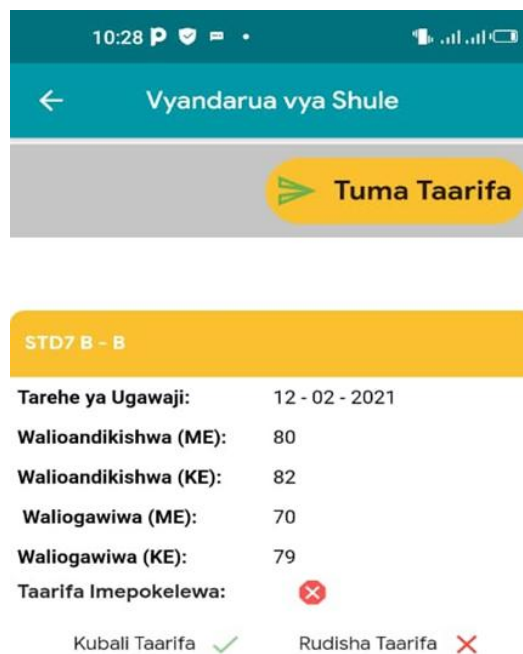 10:28
Vyandarua vya Shule
Tuma Taarifa
STD7 B - B
Tarehe ya Ugawaji: 12 - 02 - 2021
Walioandikishwa (ME): 80
Walioandikishwa (KE): 82
Waliogawiwa (ME): 70
Waliogawiwa (KE): 79
Taarifa Imepokelewa:
Kubali Taarifa Rudisha Taarifa